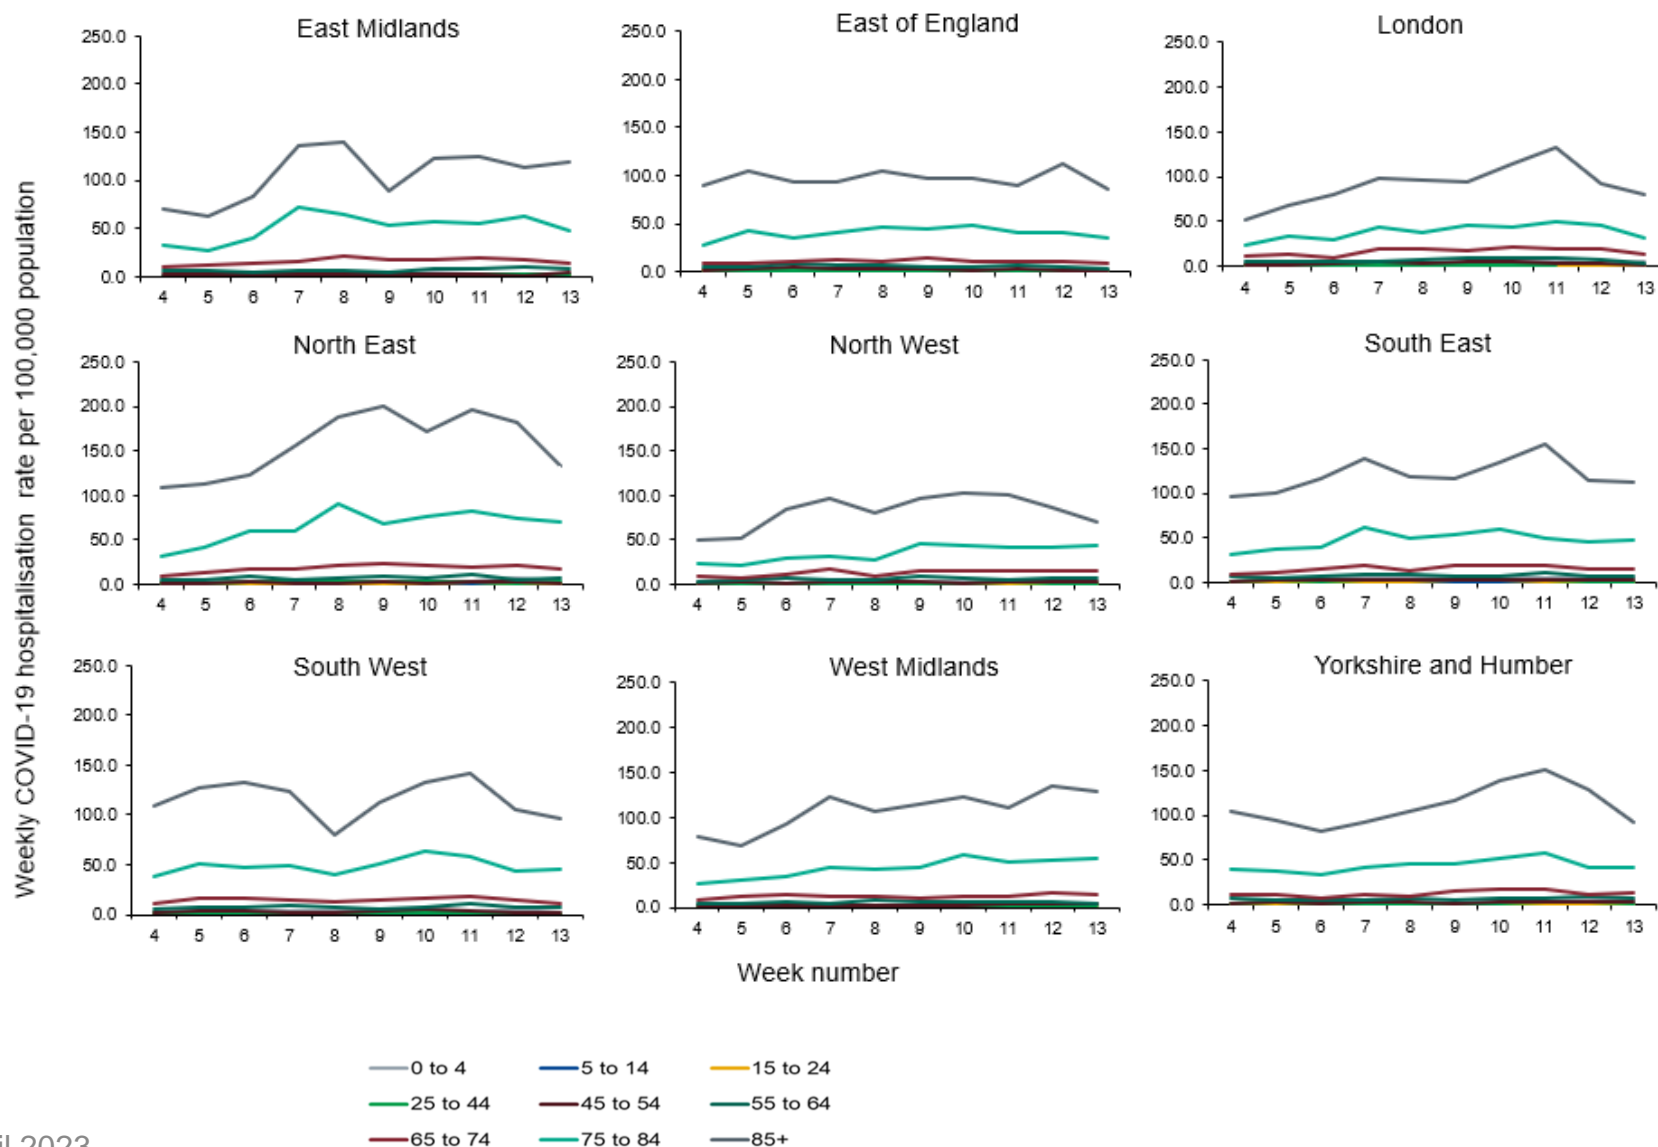 East Midlands
250.0
200.0
150.0
100.0
50.0
0.0
4 5 6 7 8 9 10 11 12 13
East of England
250.0
200.0
150.0
100.0
50.0
0.0
4 5 6 7 8 9 10 11 12 13
London
250.0
200.0
150.0
100.0
50.0
0.0
4 5 6 7 8 9 10 11 12 13
Weekly COVID-19 hospitalisation rate per 100,000 population
North East
250.0
200.0
150.0
100.0
50.0
0.0
4 5 6 7 8 9 10 11 12 13
North West
250.0
200.0
150.0
100.0
50.0
0.0
4 5 6 7 8 9 10 11 12 13
South East
250.0
200.0
150.0
100.0
50.0
0.0
4 5 6 7 8 9 10 11 12 13
South West
250.0
200.0
150.0
100.0
50.0
0.0
4 5 6 7 8 9 10 11 12 13
West Midlands
250.0
200.0
150.0
100.0
50.0
0.0
4 5 6 7 8 9 10 11 12 13
Yorkshire and Humber
250.0
200.0
150.0
100.0
50.0
0.0
4 5 6 7 8 9 10 11 12 13
Week number
0 to 4 5 to 14 15 to 24
25 to 44 45 to 54 55 to 64
65 to 74 75 to 84 85+
2023